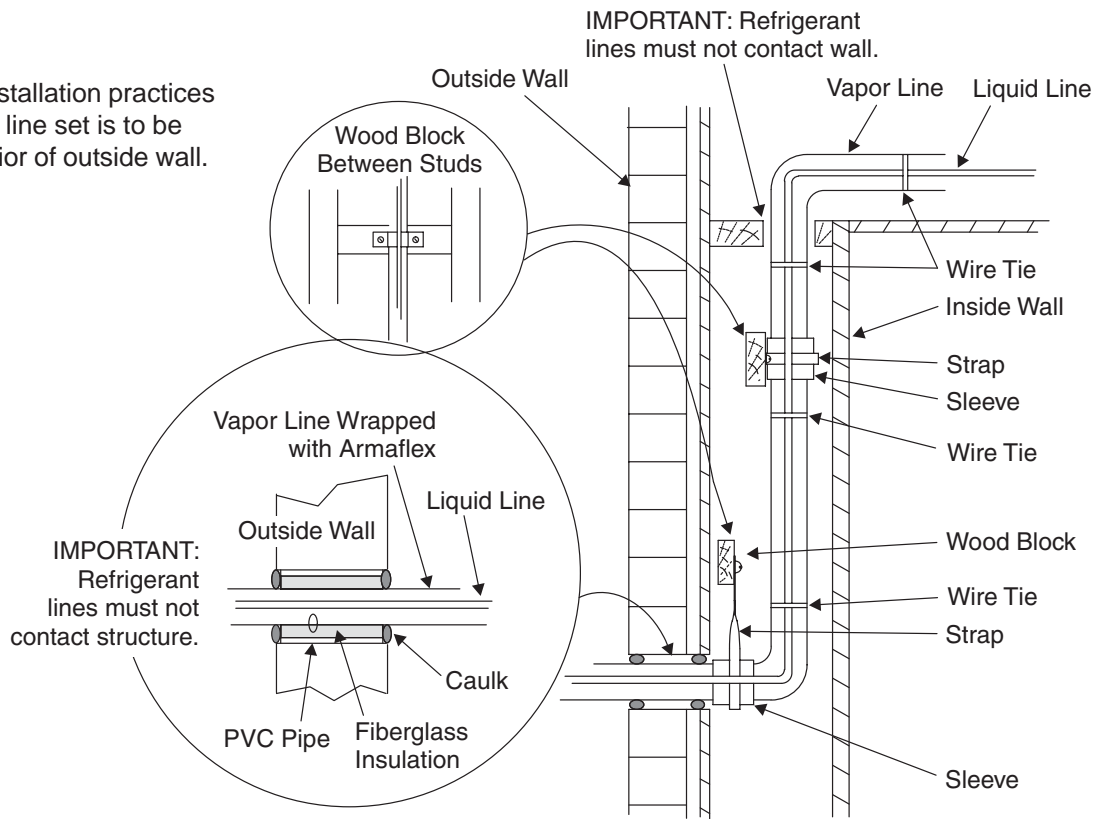 IMPORTANT: Refrigerant
lines must not contact wall.
Outside Wall
Vapor Line
Liquid Line
stallation practices
line set is to be
ior of outside wall.
Wood Block
Between Studs
Wire Tie
Inside Wall
Strap
Sleeve
Wire Tie
Vapor Line Wrapped
with Armaflex
Liquid Line
Outside Wall
IMPORTANT:
Refrigerant
lines must not
contact structure.
Wood Block
Wire Tie
Strap
Caulk
PVC Pipe
Fiberglass
Insulation
Sleeve